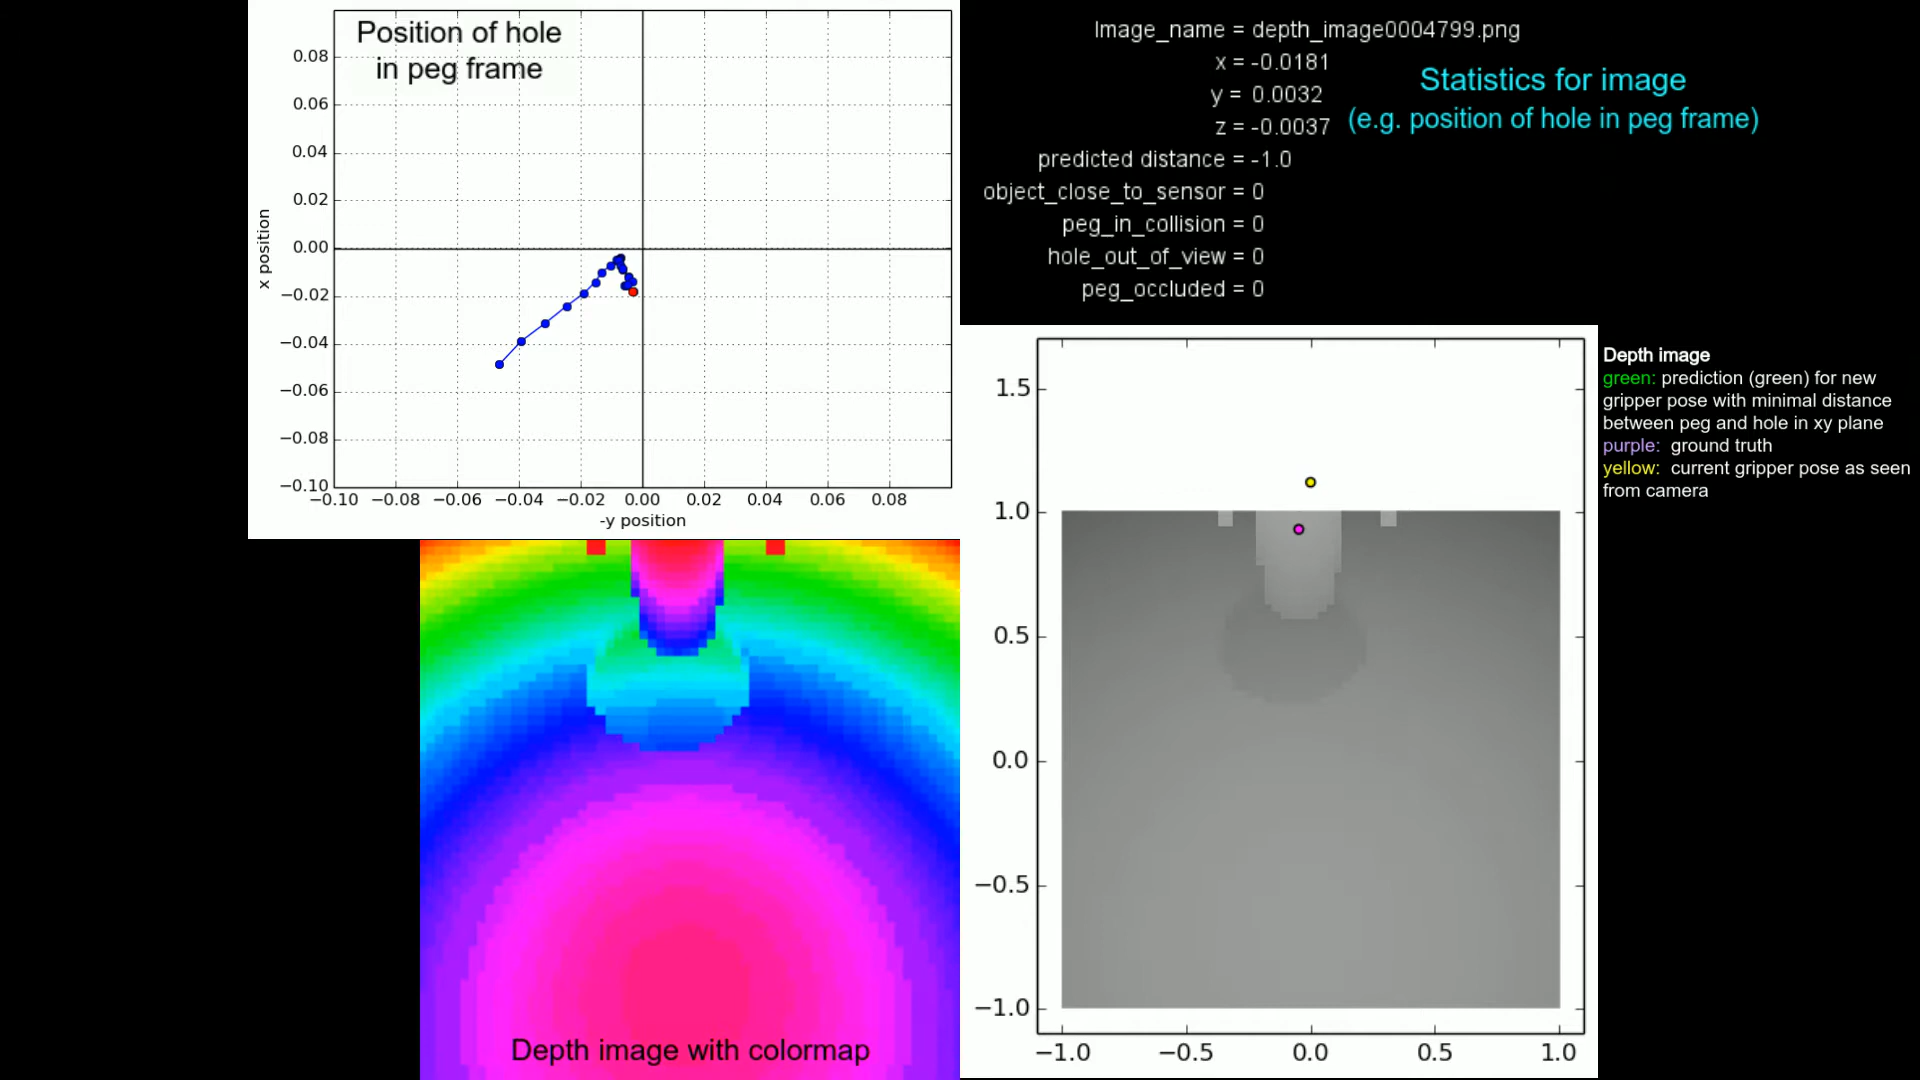 Position of hole
in peg frame
0.08
0.06
0.04
0.02
0.00
−0.02
−0.04
−0.06
−0.08
−0.10
x position
−0.10 −0.08 −0.06 −0.04 −0.02 0.00 0.02 0.04 0.06 0.08
-y position
Image_name = depth_image0004799.png
x = -0.0181
y = 0.0032
z = -0.0037
predicted distance = -1.0
object_close_to_sensor = 0
peg_in_collision = 0
hole_out_of_view = 0
peg_occluded = 0
Statistics for image
(e.g. position of hole in peg frame)
Depth image with colormap
1.5
1.0
0.5
0.0
−0.5
−1.0
−1.0 −0.5 0.0 0.5 1.0
Depth image
green: prediction (green) for new
gripper pose with minimal distance
between peg and hole in xy plane
purple: ground truth
yellow: current gripper pose as seen
from camera